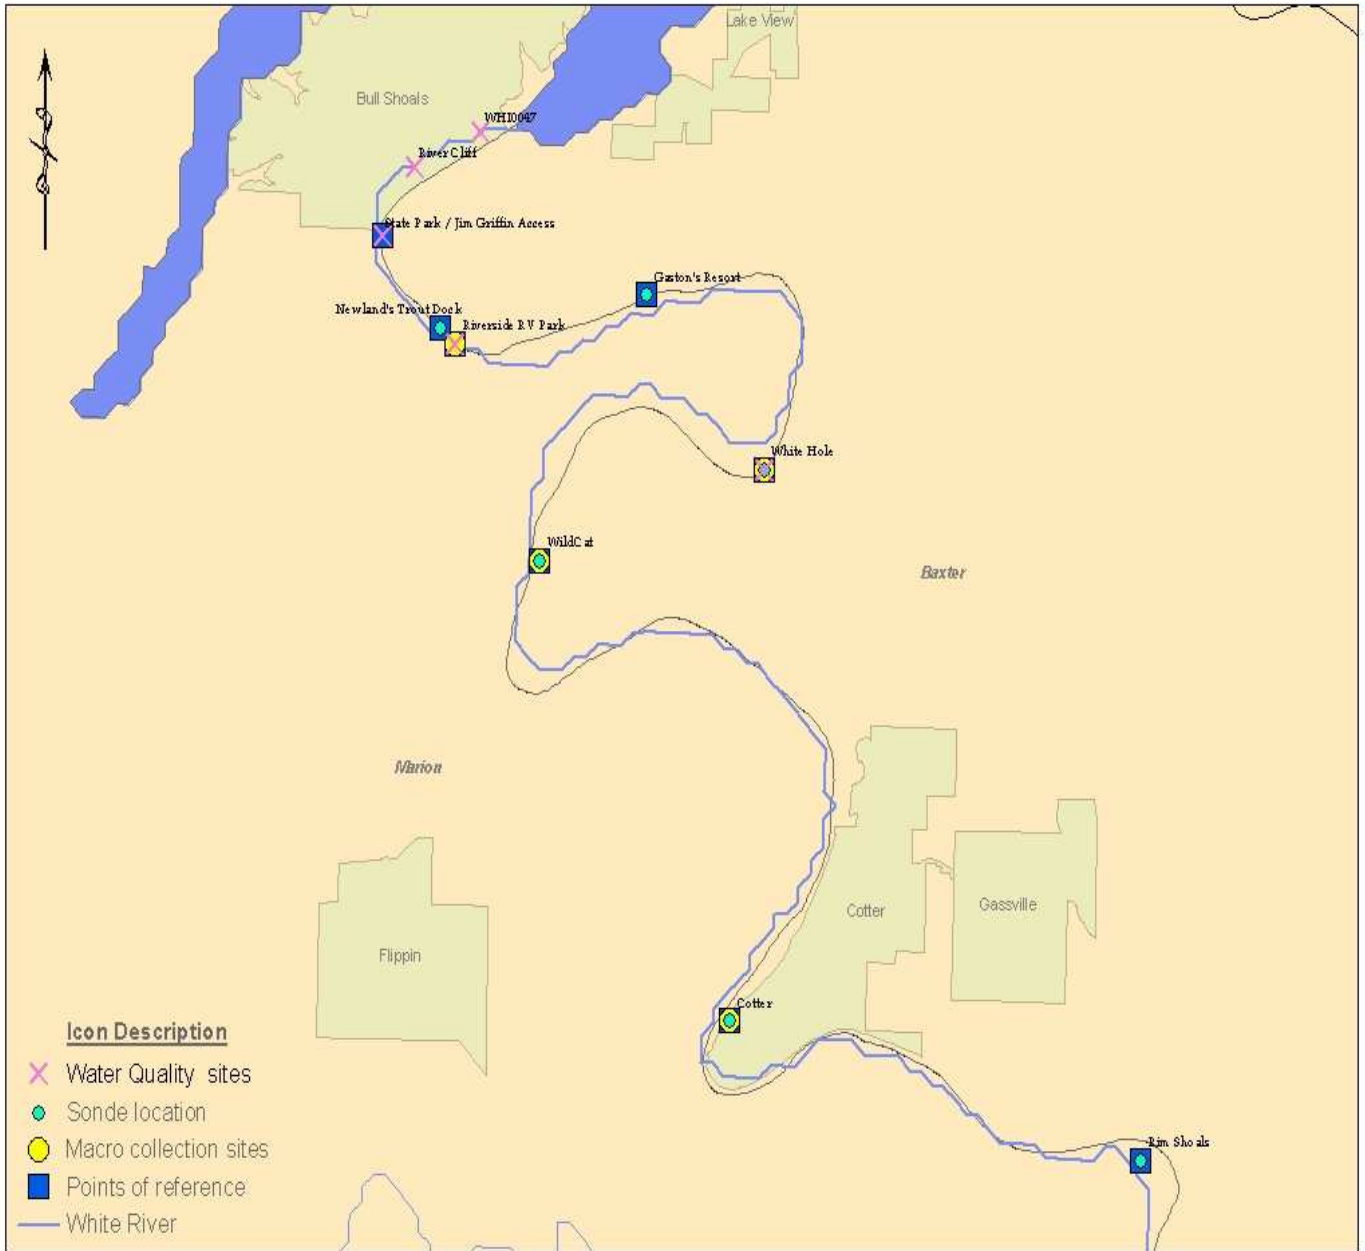 Lake View
Bull Shoals
WHI0047
River Cliff
State Park / Jim Griffin Access
Gaston's Resort
Newland's Trout Dock
Riverside RV Park
White Hole
WildCat
Baxter
Marion
Cotter
Gassville
Flippin
Cotter
Rim Shoals
Icon Description
Water Quality sites
Sonde location
Macro collection sites
Points of reference
White River